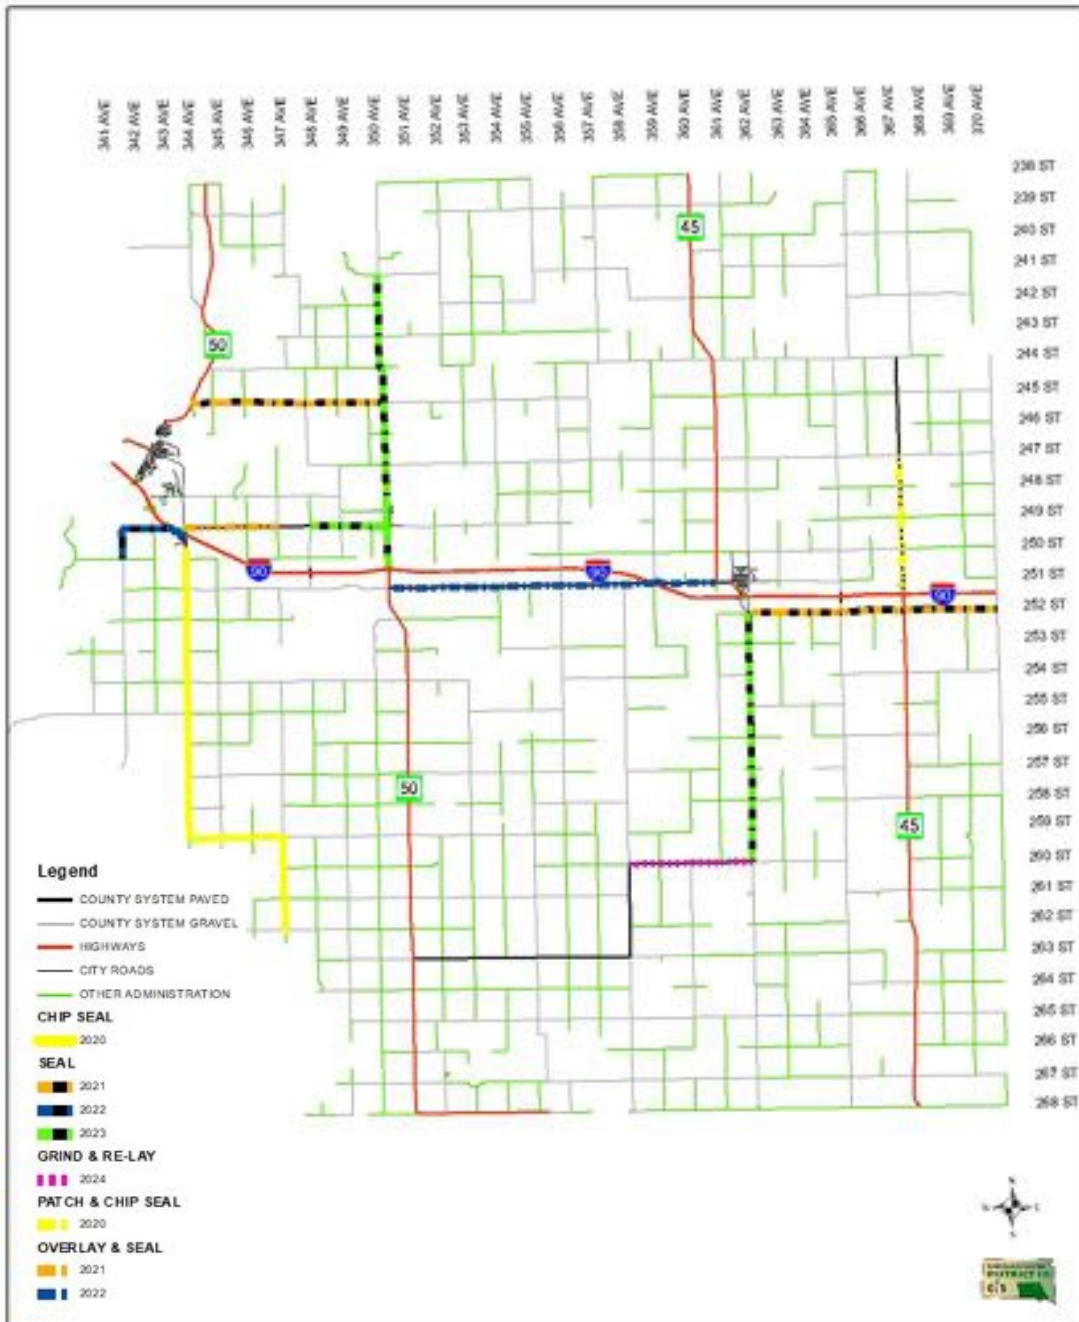 341 AVE
342 AVE
343 AVE
344 AVE
345 AVE
346 AVE
347 AVE
348 AVE
349 AVE
350 AVE
351 AVE
352 AVE
353 AVE
354 AVE
355 AVE
356 AVE
357 AVE
358 AVE
359 AVE
360 AVE
361 AVE
362 AVE
363 AVE
364 AVE
365 AVE
366 AVE
367 AVE
368 AVE
369 AVE
370 AVE
238 ST
239 ST
45
240 ST
241 ST
242 ST
243 ST
50
244 ST
245 ST
246 ST
247 ST
248 ST
249 ST
250 ST
90
90
251 ST
90
252 ST
253 ST
254 ST
255 ST
256 ST
257 ST
50
258 ST
259 ST
45
260 ST
261 ST
262 ST
263 ST
264 ST
265 ST
266 ST
267 ST
268 ST
Legend
COUNTY SYSTEM PAVED
COUNTY SYSTEM GRAVEL
HIGHWAYS
CITY ROADS
OTHER ADMINISTRATION
CHIP SEAL
2020
SEAL
2021
2022
2023
GRIND & RE-LAY
2024
PATCH & CHIP SEAL
2020
OVERLAY & SEAL
2021
2022
N
E
S
DISTRICT III
GIS